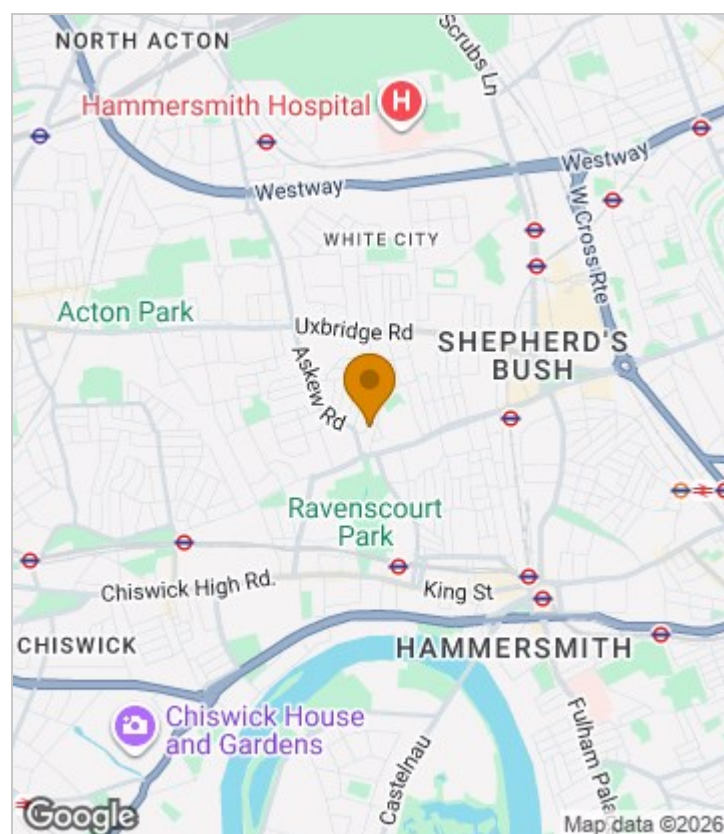 NORTH ACTON
Scrubs Ln
Hammersmith Hospital
H
Westway
Westway
W Cross Rte
WHITE CITY
Acton Park
Uxbridge Rd
SHEPHERD'S
BUSH
Askew Rd
Ravenscourt
Park
Chiswick High Rd.
King St
CHISWICK
HAMMERSMITH
Chiswick House
and Gardens
Castelnau
Fulham Pala
Google
Map data ©2026